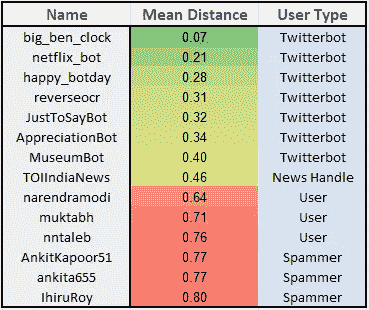 Name Mean Distance User Type
big_ben_clock 0.07 Twitterbot
netflix_bot 0.21 Twitterbot
happy_botday 0.28 Twitterbot
reverseocr 0.31 Twitterbot
JustToSayBot 0.32 Twitterbot
AppreciationBot 0.34 Twitterbot
MuseumBot 0.40 Twitterbot
TOIIndiaNews 0.46 News Handle
narendramodi 0.64 User
muktabh 0.71 User
nntaleb 0.76 User
AnkitKapoor51 0.77 Spammer
ankita655 0.77 Spammer
IhiruRoy 0.80 Spammer